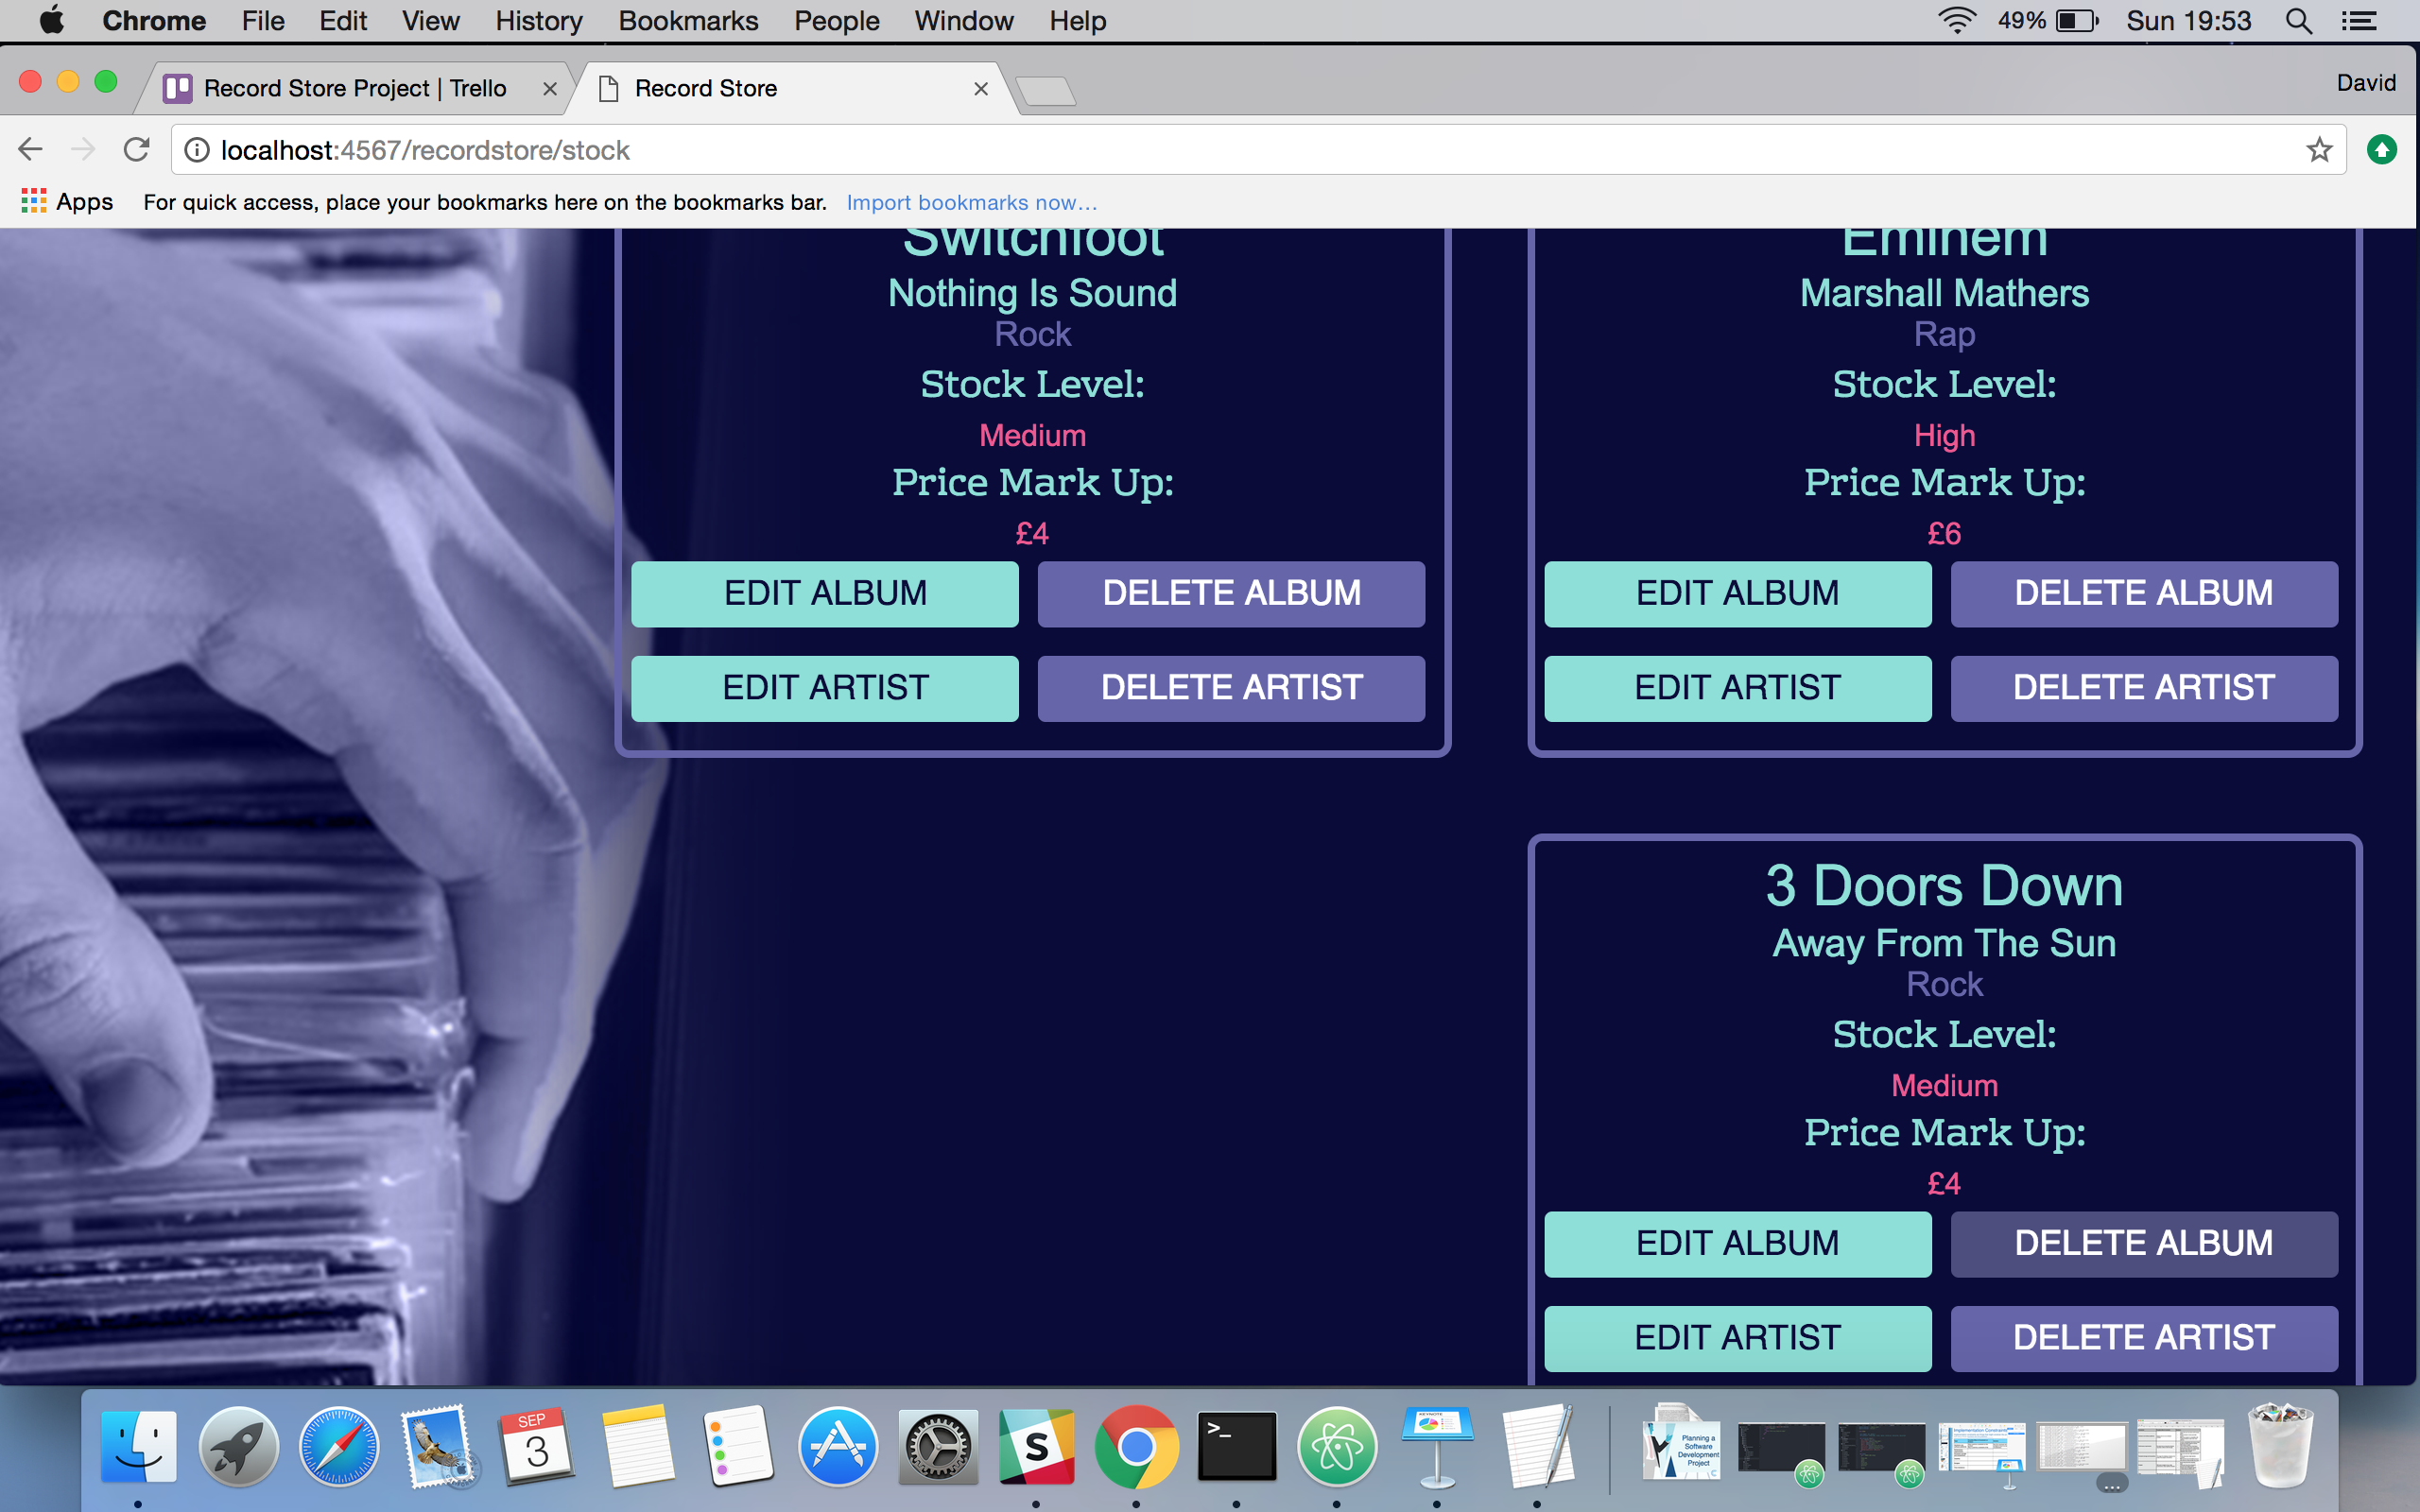 Chrome File Edit View History Bookmarks People Window Help 49% Sun 19:53
Record Store Project | Trello
Record Store
David
localhost:4567/recordstore/stock
Apps For quick access, place your bookmarks here on the bookmarks bar. Import bookmarks now...
Switchfoot
Nothing Is Sound
Rock
Stock Level:
Medium
Price Mark Up:
£4
EDIT ALBUM DELETE ALBUM
EDIT ARTIST DELETE ARTIST
Eminem
Marshall Mathers
Rap
Stock Level:
High
Price Mark Up:
£6
EDIT ALBUM DELETE ALBUM
EDIT ARTIST DELETE ARTIST
3 Doors Down
Away From The Sun
Rock
Stock Level:
Medium
Price Mark Up:
£4
EDIT ALBUM DELETE ALBUM
EDIT ARTIST DELETE ARTIST
SEP
3
S
>_
Planning a
Software
Development
Project